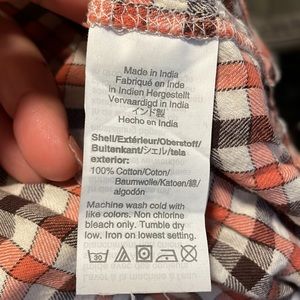 Made in India
Fabriqué en Inde
in Indien Hergestellt
Vervaardigd in India
インド製
Hecho en India
Shell/Extérieur/Oberstoff/
Buitenkant/シェル/tela
exterior:
100% Cotton/Coton/
Baumwolle/Katoen/綿/
algodón
Machine wash cold with
like colors. Non chlorine
bleach only. Tumble dry
low, Iron on lowest setting.
30